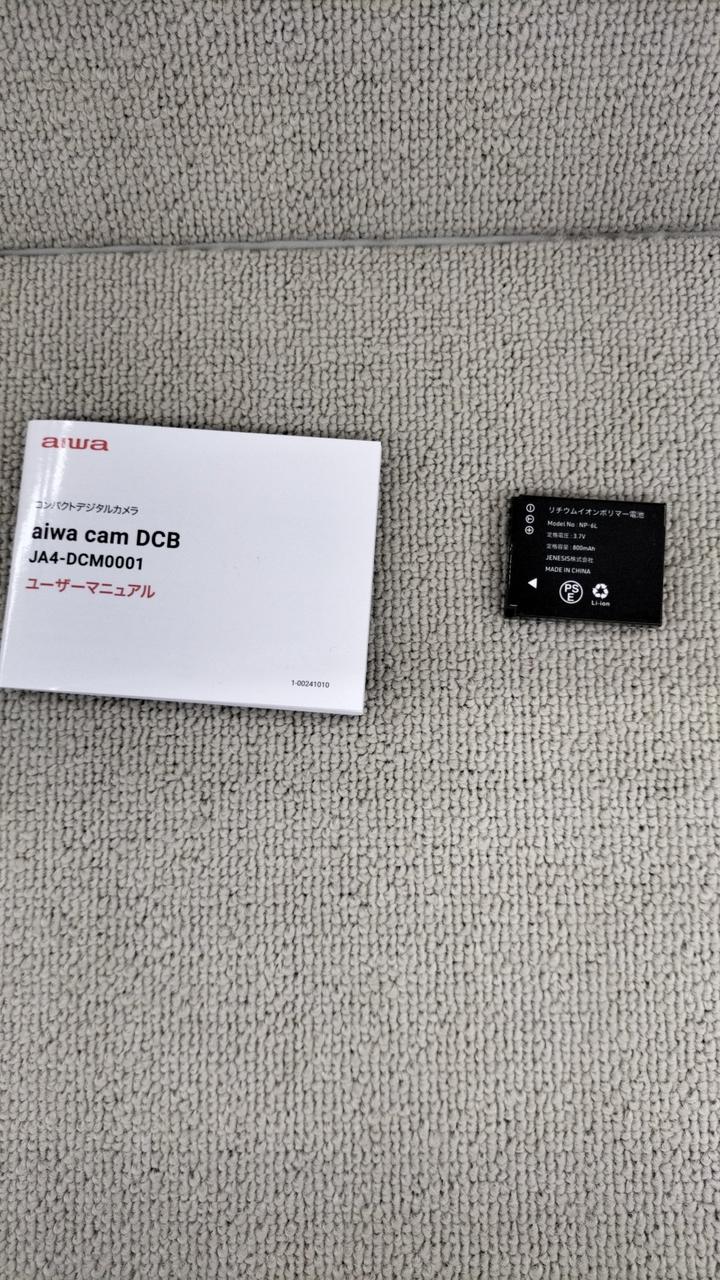 aiwa
コンパクトデジタルカメラ
aiwa cam DCB
JA4-DCM0001
ユーザーマニュアル
1-00241010
リチウムイオンポリマー電池
Model No : NP-6L
定格電圧 : 3.7V
定格容量 : 800mAh
JENESIS株式会社
MADE IN CHINA
PS
E
Li-ion